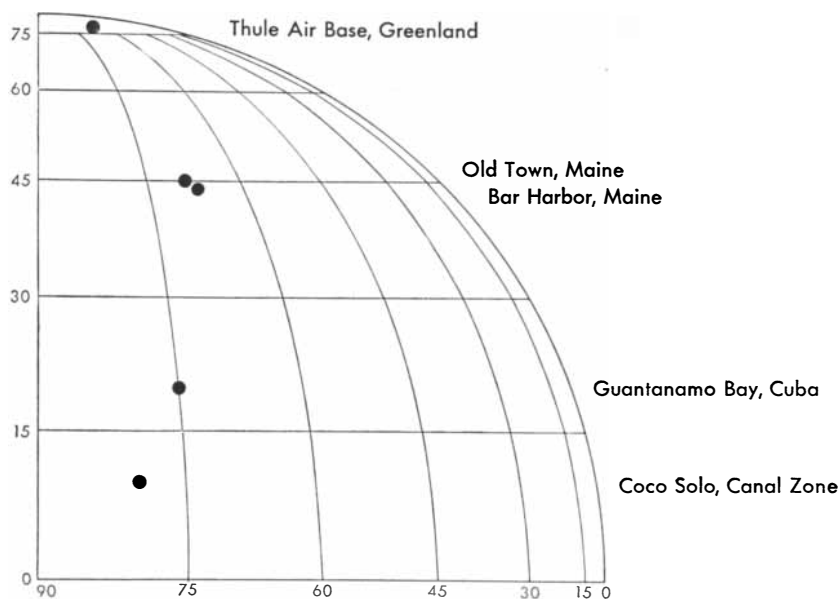 75
Thule Air Base, Greenland
60
Old Town, Maine
45
Bar Harbor, Maine
30
Guantanamo Bay, Cuba
15
Coco Solo, Canal Zone
0
90 75 60 45 30 15 0